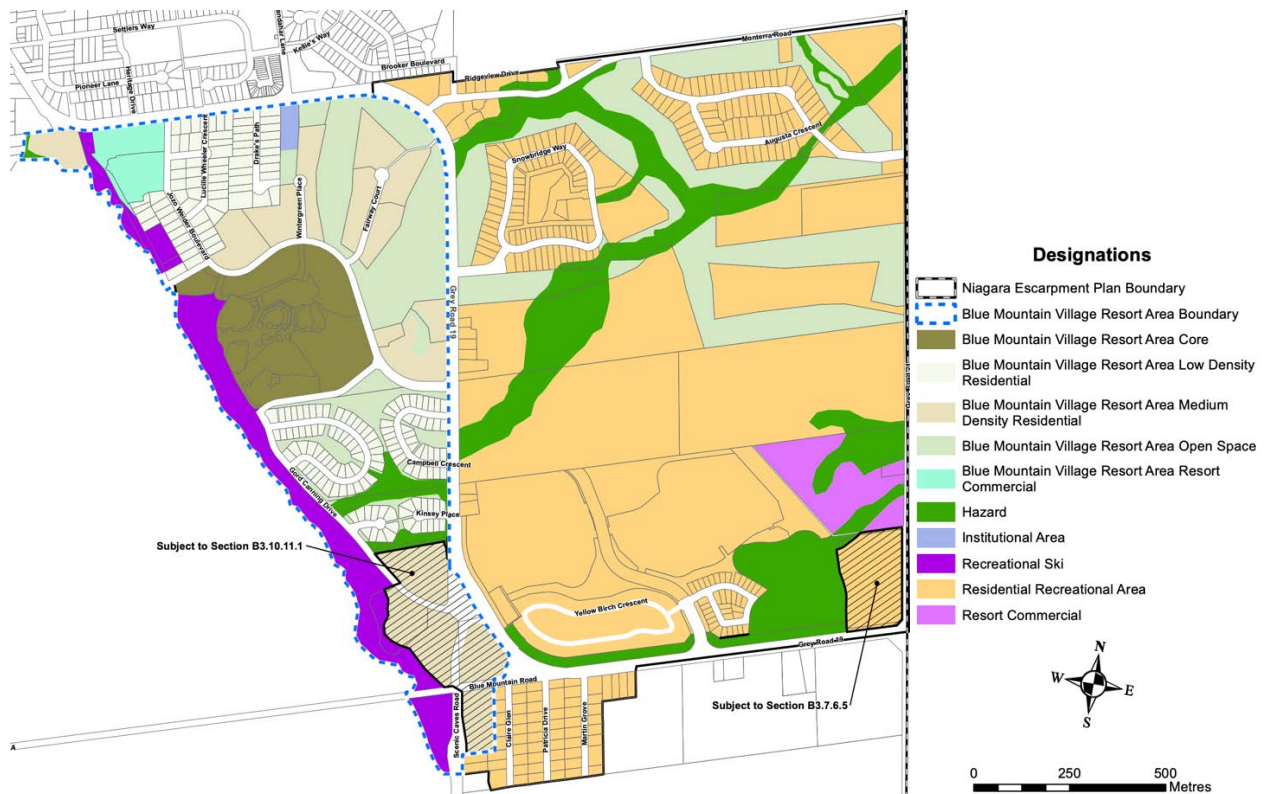 Settlers Way
Kellie's Way
Pioneer Lane
Heritage Drive
Brooker Boulevard
Monterra Road
Ridgeview Drive
Lucille Wheeler Crescent
Drake's Path
Jozo Weider Boulevard
Wintergreen Place
Fairway Court
Snowbridge Way
Augusta Crescent
Grey Road 19
Campbell Crescent
Gord Canning Drive
Kinsey Place
Subject to Section B3.10.11.1
Yellow Birch Crescent
Grey Road 19
Blue Mountain Road
Scenic Caves Road
Claire Glen
Patricia Drive
Martin Grove
Subject to Section B3.7.6.5
A
Designations
Niagara Escarpment Plan Boundary
Blue Mountain Village Resort Area Boundary
Blue Mountain Village Resort Area Core
Blue Mountain Village Resort Area Low Density
Residential
Blue Mountain Village Resort Area Medium
Density Residential
Blue Mountain Village Resort Area Open Space
Blue Mountain Village Resort Area Resort
Commercial
Hazard
Institutional Area
Recreational Ski
Residential Recreational Area
Resort Commercial
N
W
E
S
0 250 500
Metres